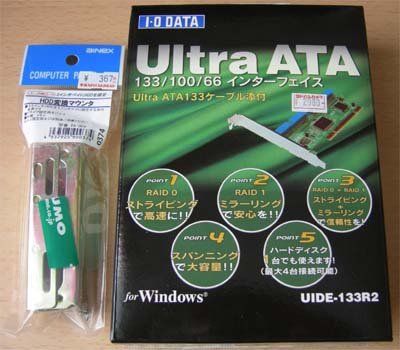 AINEX
COMPUTER PA
¥ 367
HDD変換マウンタ
UMO
I-O DATA
Ultra ATA
133/100/66 インターフェイス
Ultra ATA133ケーブル添付
POINT 1
RAID 0
ストライピング
で高速に!!
POINT 2
RAID 1
ミラーリング
で安心を!!
POINT 3
RAID 0 + RAID 1
ストライピング
+
ミラーリング
で信頼性を!
POINT 4
スパンニング
で大容量!!
POINT 5
ハードディスク
1台でも使えます!
(最大4台接続可能)
for Windows®
UIDE-133R2